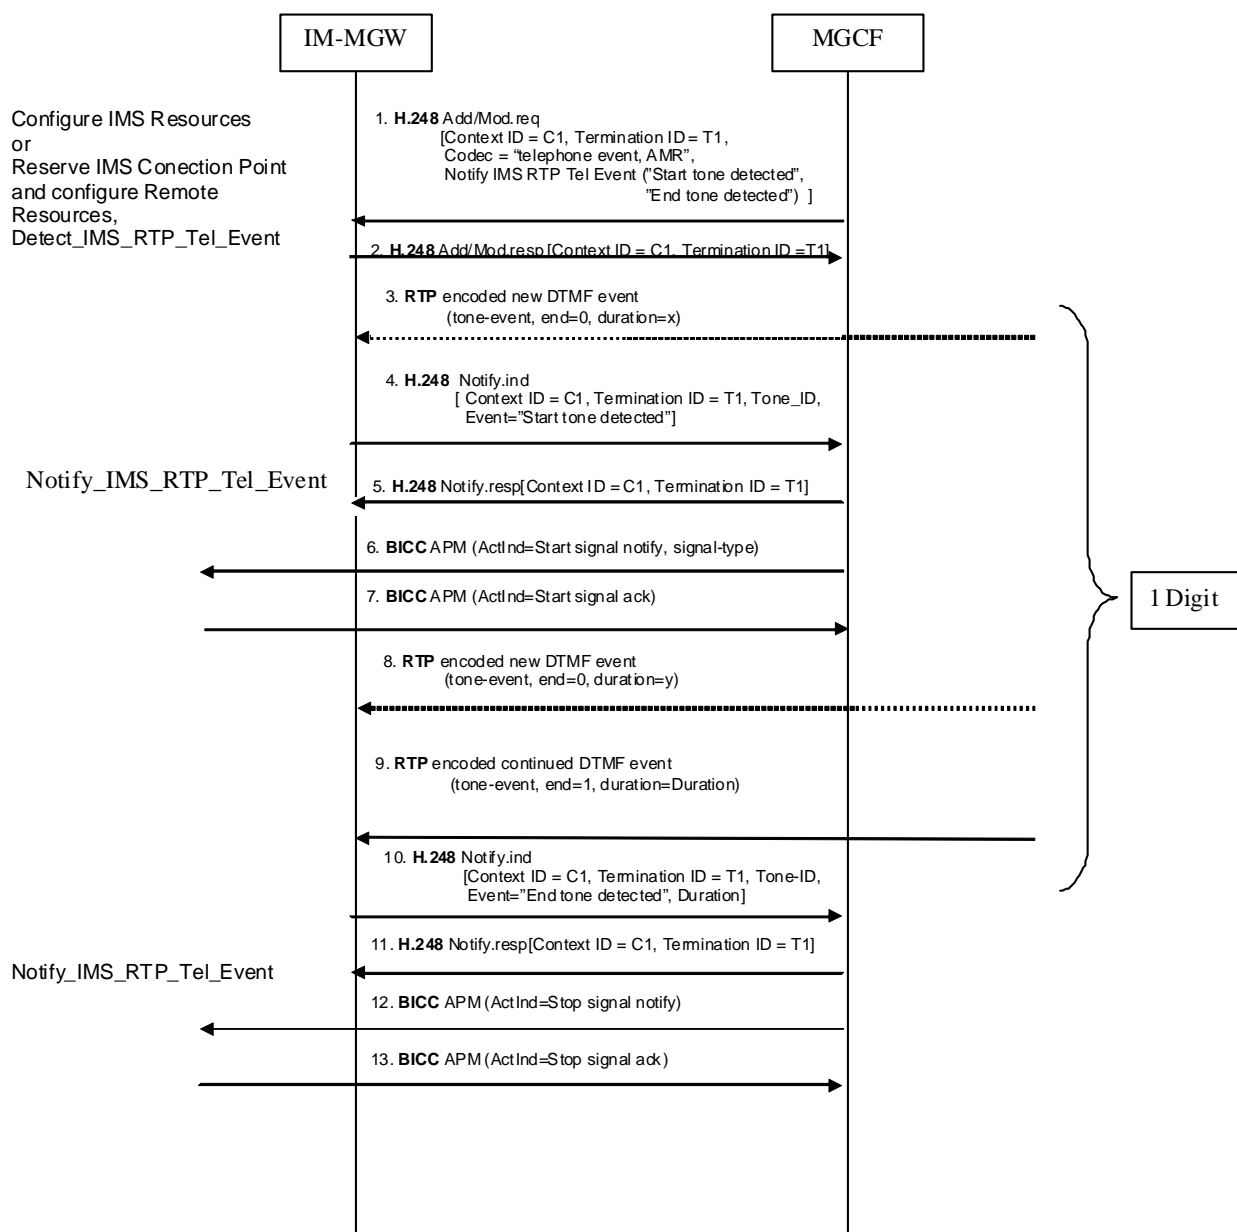 IM-MGW
MGCF
Configure IMS Resources
or
Reserve IMS Conection Point
and configure Remote
Resources,
Detect_IMS_RTP_Tel_Event
1. H.248 Add/Mod.req
[Context ID = C1, Termination ID = T1,
Codec = “telephone event, AMR”,
Notify IMS RTP Tel Event (”Start tone detected”,
”End tone detected”) ]
2. H.248 Add/Mod.resp [Context ID = C1, Termination ID =T1]
3. RTP encoded new DTMF event
(tone-event, end=0, duration=x)
4. H.248 Notify.ind
[ Context ID = C1, Termination ID = T1, Tone_ID,
Event=”Start tone detected”]
Notify_IMS_RTP_Tel_Event
5. H.248 Notify.resp[Context ID = C1, Termination ID = T1]
6. BICC APM (ActInd=Start signal notify, signal-type)
7. BICC APM (ActInd=Start signal ack)
1 Digit
8. RTP encoded new DTMF event
(tone-event, end=0, duration=y)
9. RTP encoded continued DTMF event
(tone-event, end=1, duration=Duration)
10. H.248 Notify.ind
[Context ID = C1, Termination ID = T1, Tone-ID,
Event=”End tone detected”, Duration]
11. H.248 Notify.resp[Context ID = C1, Termination ID = T1]
Notify_IMS_RTP_Tel_Event
12. BICC APM (ActInd=Stop signal notify)
13. BICC APM (ActInd=Stop signal ack)